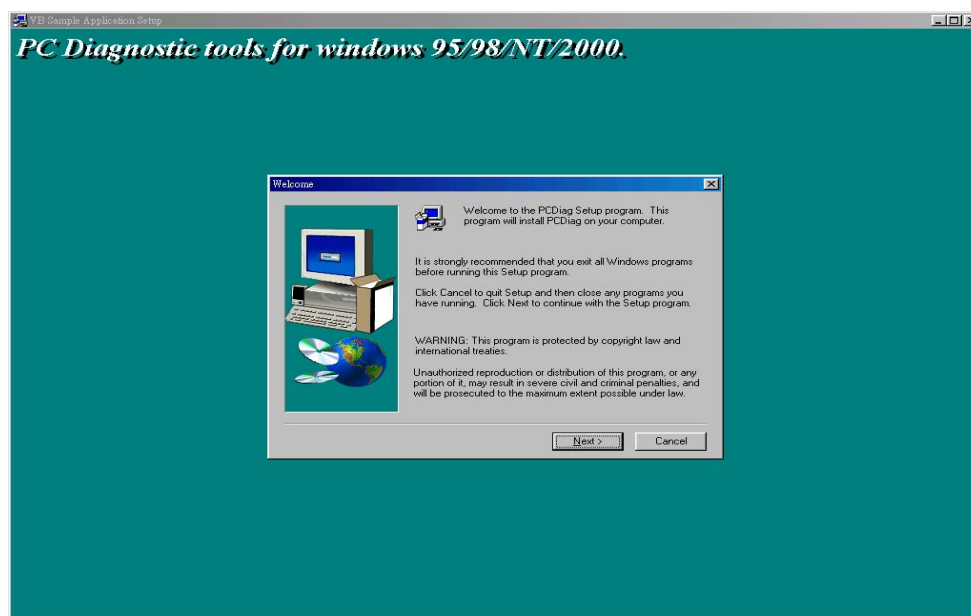 VB Sample Application Setup
PC Diagnostic tools for windows 95/98/NT/2000.
Welcome
Welcome to the PCDiag Setup program. This
program will install PCDiag on your computer.
It is strongly recommended that you exit all Windows programs
before running this Setup program.
Click Cancel to quit Setup and then close any programs you
have running. Click Next to continue with the Setup program.
WARNING: This program is protected by copyright law and
international treaties.
Unauthorized reproduction or distribution of this program, or any
portion of it, may result in severe civil and criminal penalties, and
will be prosecuted to the maximum extent possible under law.
Next >
Cancel